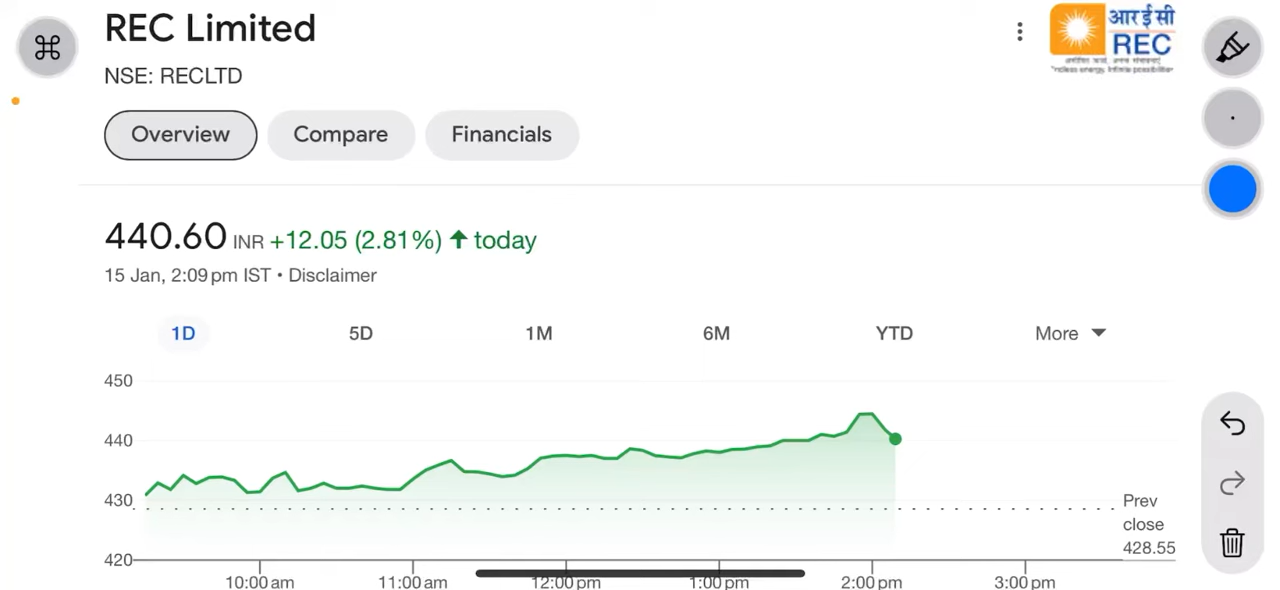 REC Limited
NSE: RECLTD
आर ई सी
REC
Overview
Compare
Financials
440.60 INR +12.05 (2.81%) ↑ today
15 Jan, 2:09 pm IST • Disclaimer
1D
5D
1M
6M
YTD
More
450
440
430
420
Prev
close
428.55
10:00 am
11:00 am
12:00 pm
1:00 pm
2:00 pm
3:00 pm